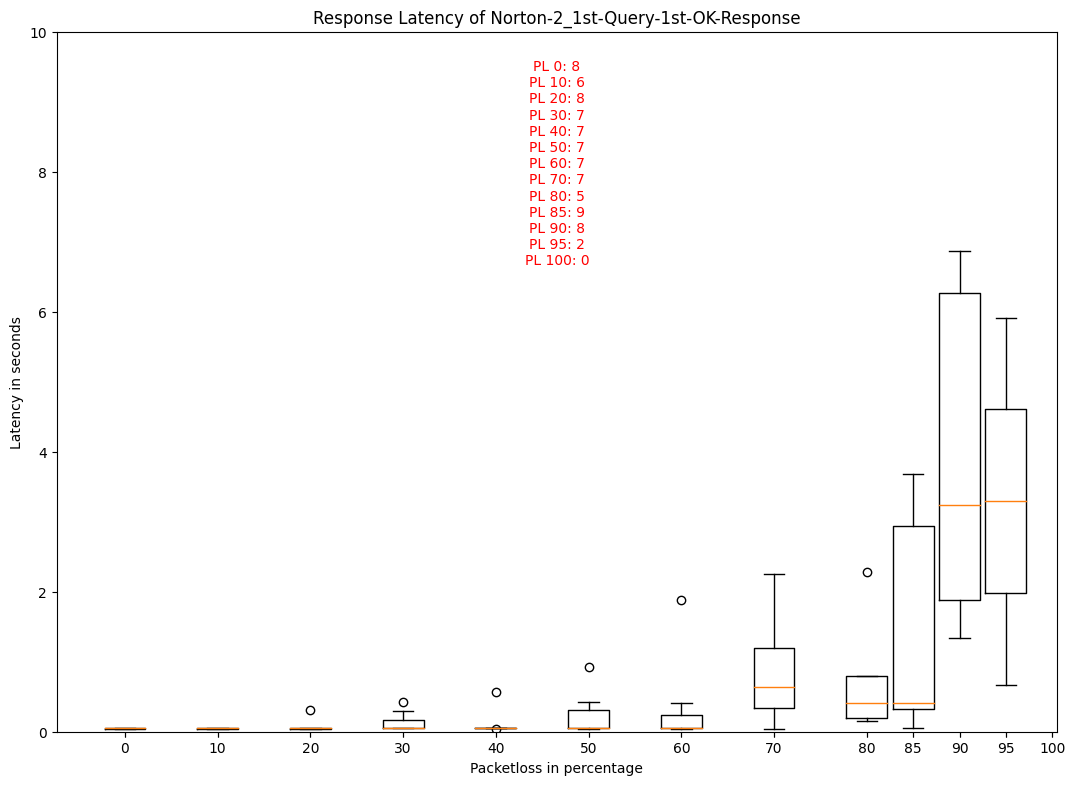 Response Latency of Norton-2_1st-Query-1st-OK-Response
10
8
6
4
2
0
Latency in seconds
PL 0: 8
PL 10: 6
PL 20: 8
PL 30: 7
PL 40: 7
PL 50: 7
PL 60: 7
PL 70: 7
PL 80: 5
PL 85: 9
PL 90: 8
PL 95: 2
PL 100: 0
0 10 20 30 40 50 60 70 80 85 90 95 100
Packetloss in percentage